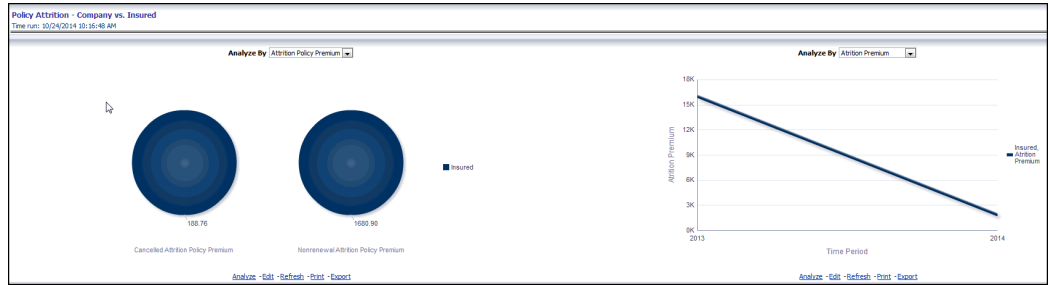 Policy Attrition - Company vs. Insured
Time run: 10/24/2014 10:16:48 AM
Analyze By Attrition Policy Premium
188.76
1680.90
Cancelled Attrition Policy Premium
Nonrenewal Attrition Policy Premium
Insured
Analyze - Edit - Refresh - Print - Export
Analyze By Atrition Premium
18K
15K
12K
9K
6K
3K
0K
Atrition Premium
2013
2014
Time Period
Insured,
Atrition
Premium
Analyze - Edit - Refresh - Print - Export